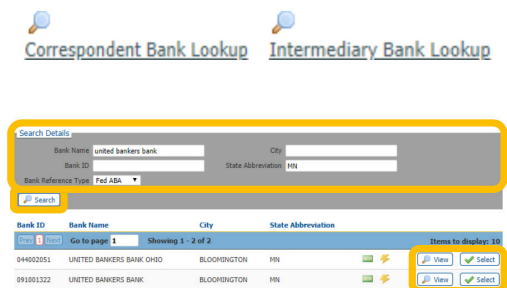 Correspondent Bank Lookup Intermediary Bank Lookup
Search Details
Bank Name united bankers bank City
Bank ID State Abbreviation MN
Bank Reference Type Fed ABA
Search
Bank ID Bank Name City State Abbreviation
Prev 1 Next Go to page 1 Showing 1 - 2 of 2 Items to display: 10
044002051 UNITED BANKERS BANK OHIO BLOOMINGTON MN View Select
091001322 UNITED BANKERS BANK BLOOMINGTON MN View Select